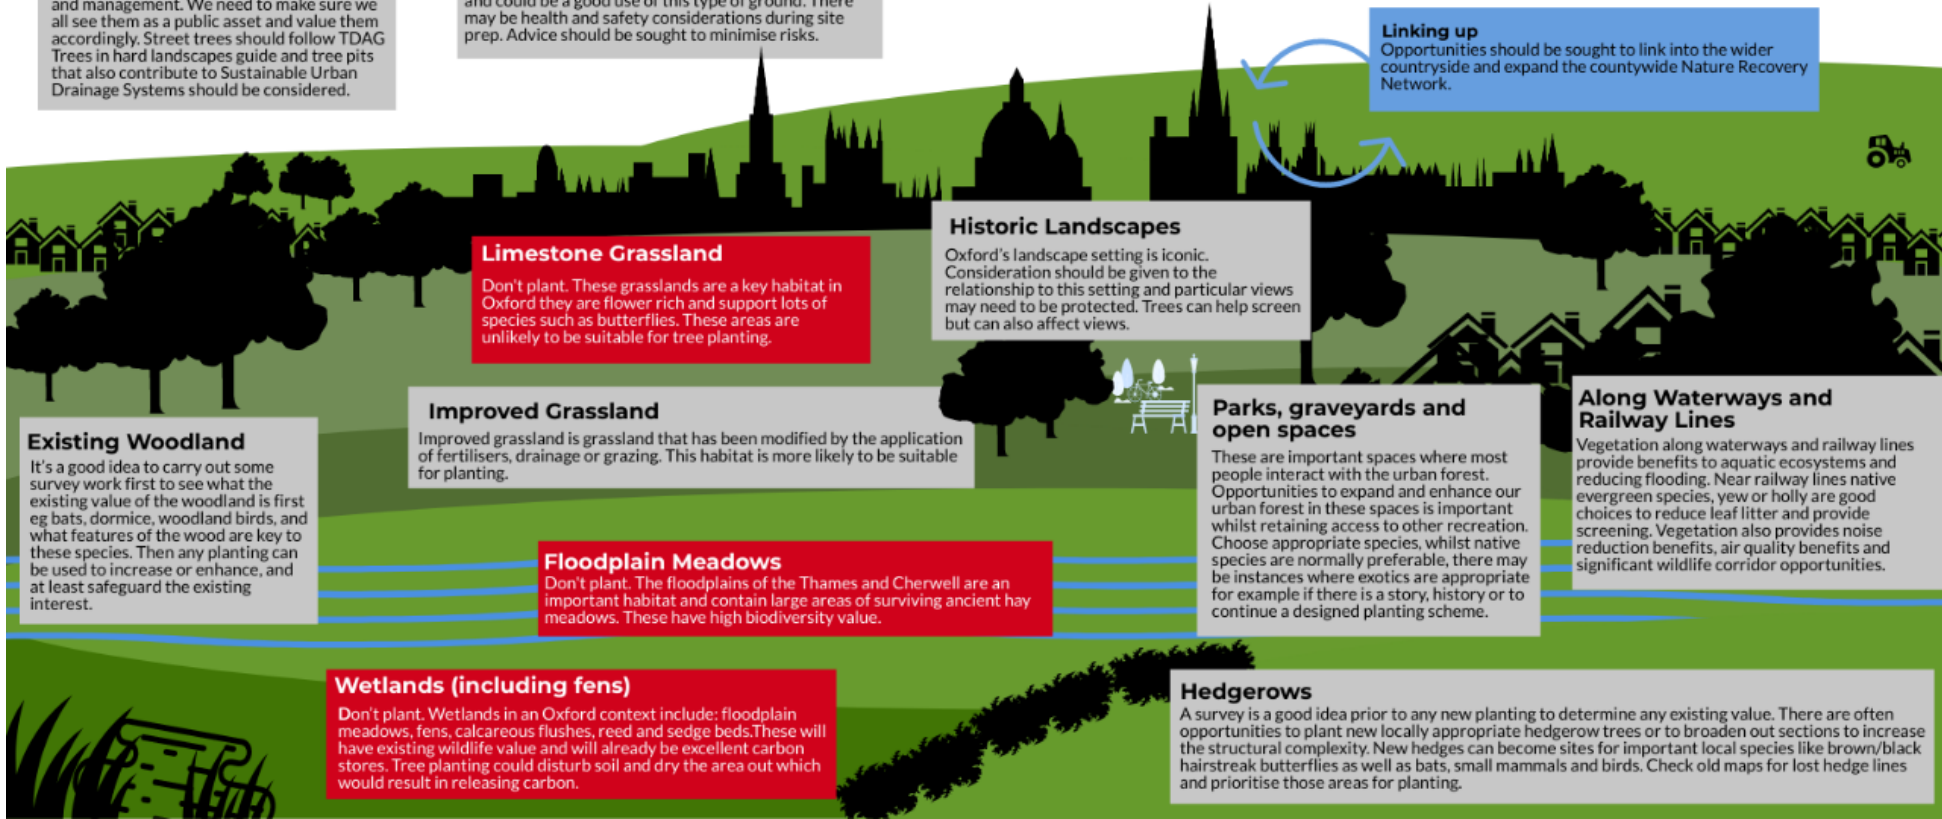 and management. We need to make sure we
all see them as a public asset and value them
accordingly. Street trees should follow TDAG
Trees in hard landscapes guide and tree pits
that also contribute to Sustainable Urban
Drainage Systems should be considered.
and could be a good use of this type of ground. There
may be health and safety considerations during site
prep. Advice should be sought to minimise risks.
Linking up
Opportunities should be sought to link into the wider
countryside and expand the countywide Nature Recovery
Network.
Limestone Grassland
Don't plant. These grasslands are a key habitat in
Oxford they are flower rich and support lots of
species such as butterflies. These areas are
unlikely to be suitable for tree planting.
Historic Landscapes
Oxford's landscape setting is iconic.
Consideration should be given to the
relationship to this setting and particular views
may need to be protected. Trees can help screen
but can also affect views.
Existing Woodland
It's a good idea to carry out some
survey work first to see what the
existing value of the woodland is first
eg bats, dormice, woodland birds, and
what features of the wood are key to
these species. Then any planting can
be used to increase or enhance, and
at least safeguard the existing
interest.
Improved Grassland
Improved grassland is grassland that has been modified by the application
of fertilisers, drainage or grazing. This habitat is more likely to be suitable
for planting.
Parks, graveyards and
open spaces
These are important spaces where most
people interact with the urban forest.
Opportunities to expand and enhance our
urban forest in these spaces is important
whilst retaining access to other recreation.
Choose appropriate species, whilst native
species are normally preferable, there may
be instances where exotics are appropriate
for example if there is a story, history or to
continue a designed planting scheme.
Along Waterways and
Railway Lines
Vegetation along waterways and railway lines
provide benefits to aquatic ecosystems and
reducing flooding. Near railway lines native
evergreen species, yew or holly are good
choices to reduce leaf litter and provide
screening. Vegetation also provides noise
reduction benefits, air quality benefits and
significant wildlife corridor opportunities.
Floodplain Meadows
Don't plant. The floodplains of the Thames and Cherwell are an
important habitat and contain large areas of surviving ancient hay
meadows. These have high biodiversity value.
Wetlands (including fens)
Don't plant. Wetlands in an Oxford context include: floodplain
meadows, fens, calcareous flushes, reed and sedge beds.These will
have existing wildlife value and will already be excellent carbon
stores. Tree planting could disturb soil and dry the area out which
would result in releasing carbon.
Hedgerows
A survey is a good idea prior to any new planting to determine any existing value. There are often
opportunities to plant new locally appropriate hedgerow trees or to broaden out sections to increase
the structural complexity. New hedges can become sites for important local species like brown/black
hairstreak butterflies as well as bats, small mammals and birds. Check old maps for lost hedge lines
and prioritise those areas for planting.